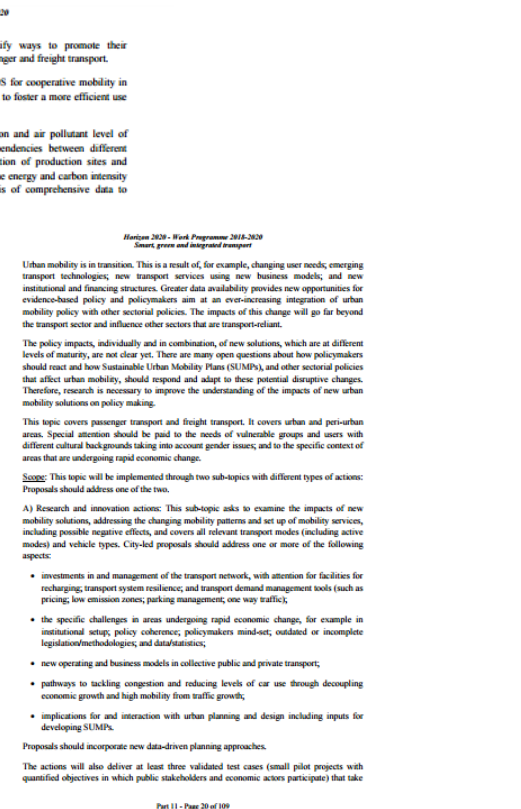 20
ify ways to promote their
nger and freight transport.
S for cooperative mobility in
to foster a more efficient use
on and air pollutant level of
endencies between different
tion of production sites and
e energy and carbon intensity
is of comprehensive data to
Horizon 2020 - Work Programme 2018-2020
Smart, green and integrated transport
Urban mobility is in transition. This is a result of, for example, changing user needs; emerging
transport technologies; new transport services using new business models; and new
institutional and financing structures. Greater data availability provides new opportunities for
evidence-based policy and policymakers aim at an ever-increasing integration of urban
mobility policy with other sectorial policies. The impacts of this change will go far beyond
the transport sector and influence other sectors that are transport-reliant.
The policy impacts, individually and in combination, of new solutions, which are at different
levels of maturity, are not clear yet. There are many open questions about how policymakers
should react and how Sustainable Urban Mobility Plans (SUMPs), and other sectorial policies
that affect urban mobility, should respond and adapt to these potential disruptive changes.
Therefore, research is necessary to improve the understanding of the impacts of new urban
mobility solutions on policy making.
This topic covers passenger transport and freight transport. It covers urban and peri-urban
areas. Special attention should be paid to the needs of vulnerable groups and users with
different cultural backgrounds taking into account gender issues; and to the specific context of
areas that are undergoing rapid economic change.
Scope: This topic will be implemented through two sub-topics with different types of actions:
Proposals should address one of the two.
A) Research and innovation actions: This sub-topic asks to examine the impacts of new
mobility solutions, addressing the changing mobility patterns and set up of mobility services,
including possible negative effects, and covers all relevant transport modes (including active
modes) and vehicle types. City-led proposals should address one or more of the following
aspects:
• investments in and management of the transport network, with attention for facilities for
recharging; transport system resilience; and transport demand management tools (such as
pricing; low emission zones; parking management; one way traffic);
• the specific challenges in areas undergoing rapid economic change, for example in
institutional setup; policy coherence; policymakers mind-set; outdated or incomplete
legislation/methodologies; and data/statistics;
• new operating and business models in collective public and private transport;
• pathways to tackling congestion and reducing levels of car use through decoupling
economic growth and high mobility from traffic growth;
• implications for and interaction with urban planning and design including inputs for
developing SUMPs.
Proposals should incorporate new data-driven planning approaches.
The actions will also deliver at least three validated test cases (small pilot projects with
quantified objectives in which public stakeholders and economic actors participate) that take
Part 11 - Page 20 of 109